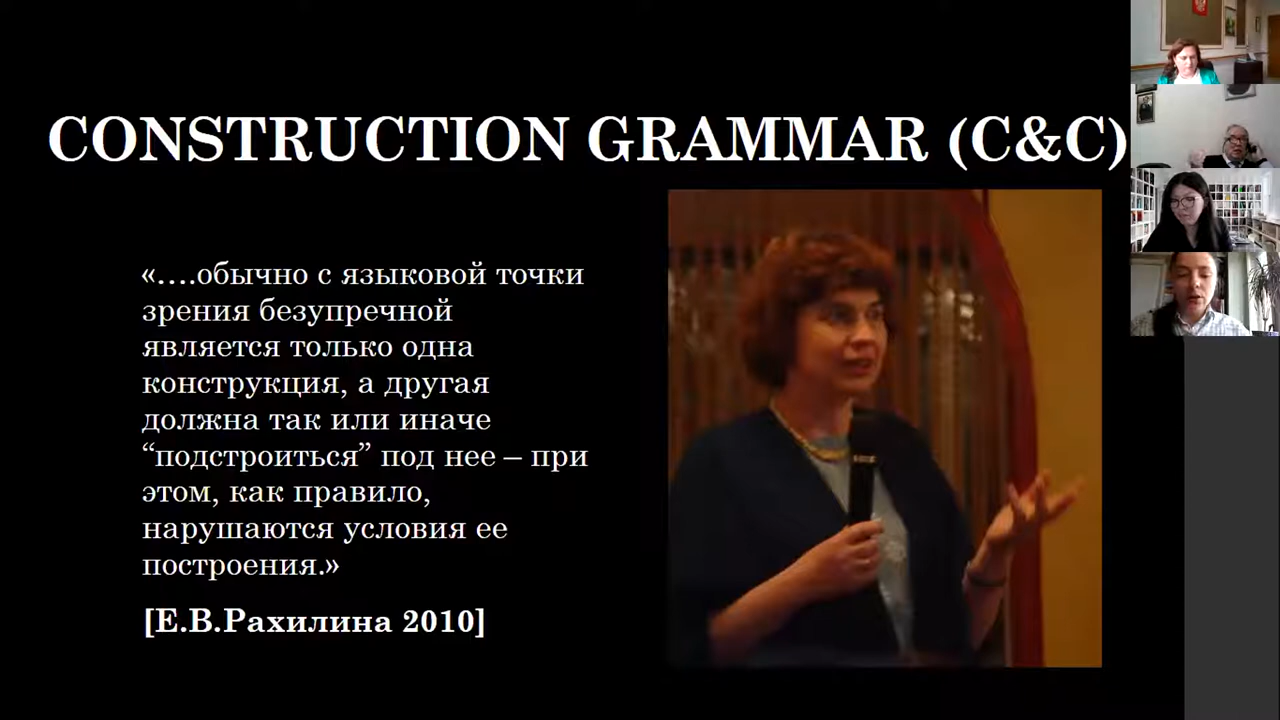 CONSTRUCTION GRAMMAR (C&C)
«….обычно с языковой точки
зрения безупречной
является только одна
конструкция, а другая
должна так или иначе
“подстроиться” под нее – при
этом, как правило,
нарушаются условия ее
построения.»
[Е.В.Рахилина 2010]